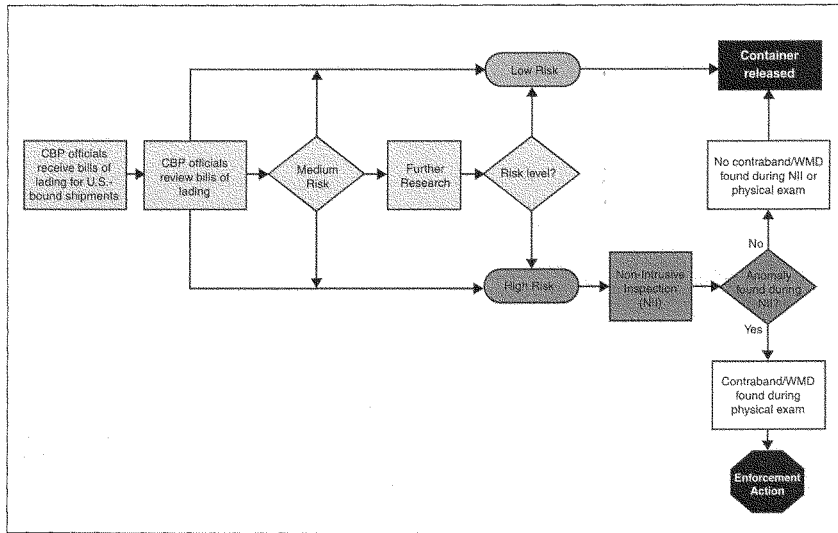 Low Risk
Container
released
CBP officials
receive bills of
lading for U.S.-
bound shipments
CBP officials
review bills of
lading
Medium
Risk
Further
Research
Risk level?
No contraband/WMD
found during NII or
physical exam
No
High Risk
Non-Intrusive
Inspection
(NII)
Anomaly
found during
NII?
Yes
Contraband/WMD
found during
physical exam
Enforcement
Action